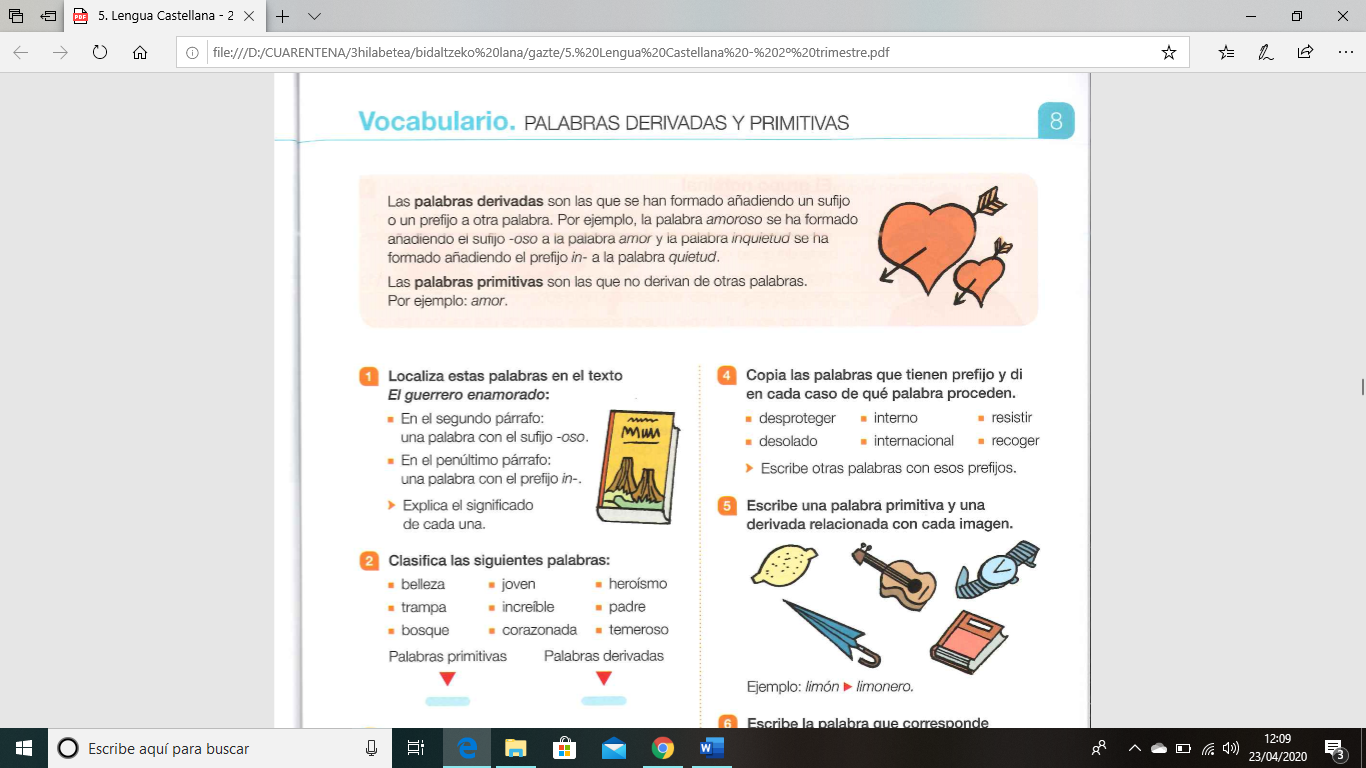 5. Lengua Castellana - 2
file:///D:/CUARENTENA/3hilabetea/bidaltzeko%20lana/gazte/5.%20Lengua%20Castellana%20-%202º%20trimestre.pdf
Vocabulario. PALABRAS DERIVADAS Y PRIMITIVAS
8
Las palabras derivadas son las que se han formado añadiendo un sufijo
o un prefijo a otra palabra. Por ejemplo, la palabra amoroso se ha formado
añadiendo el sufijo -oso a la palabra amor y la palabra inquietud se ha
formado añadiendo el prefijo in- a la palabra quietud.
Las palabras primitivas son las que no derivan de otras palabras.
Por ejemplo: amor.
1 Localiza estas palabras en el texto
El guerrero enamorado:
En el segundo párrafo:
una palabra con el sufijo -oso.
En el penúltimo párrafo:
una palabra con el prefijo in-.
Explica el significado
de cada una.
2 Clasifica las siguientes palabras:
belleza joven heroísmo
trampa increíble padre
bosque corazonada temeroso
Palabras primitivas Palabras derivadas
4 Copia las palabras que tienen prefijo y di
en cada caso de qué palabra proceden.
desproteger interno resistir
desolado internacional recoger
Escribe otras palabras con esos prefijos.
5 Escribe una palabra primitiva y una
derivada relacionada con cada imagen.
Ejemplo: limón limonero.
6 Escribe la palabra que corresponde
Escribe aquí para buscar
12:09
23/04/2020
3